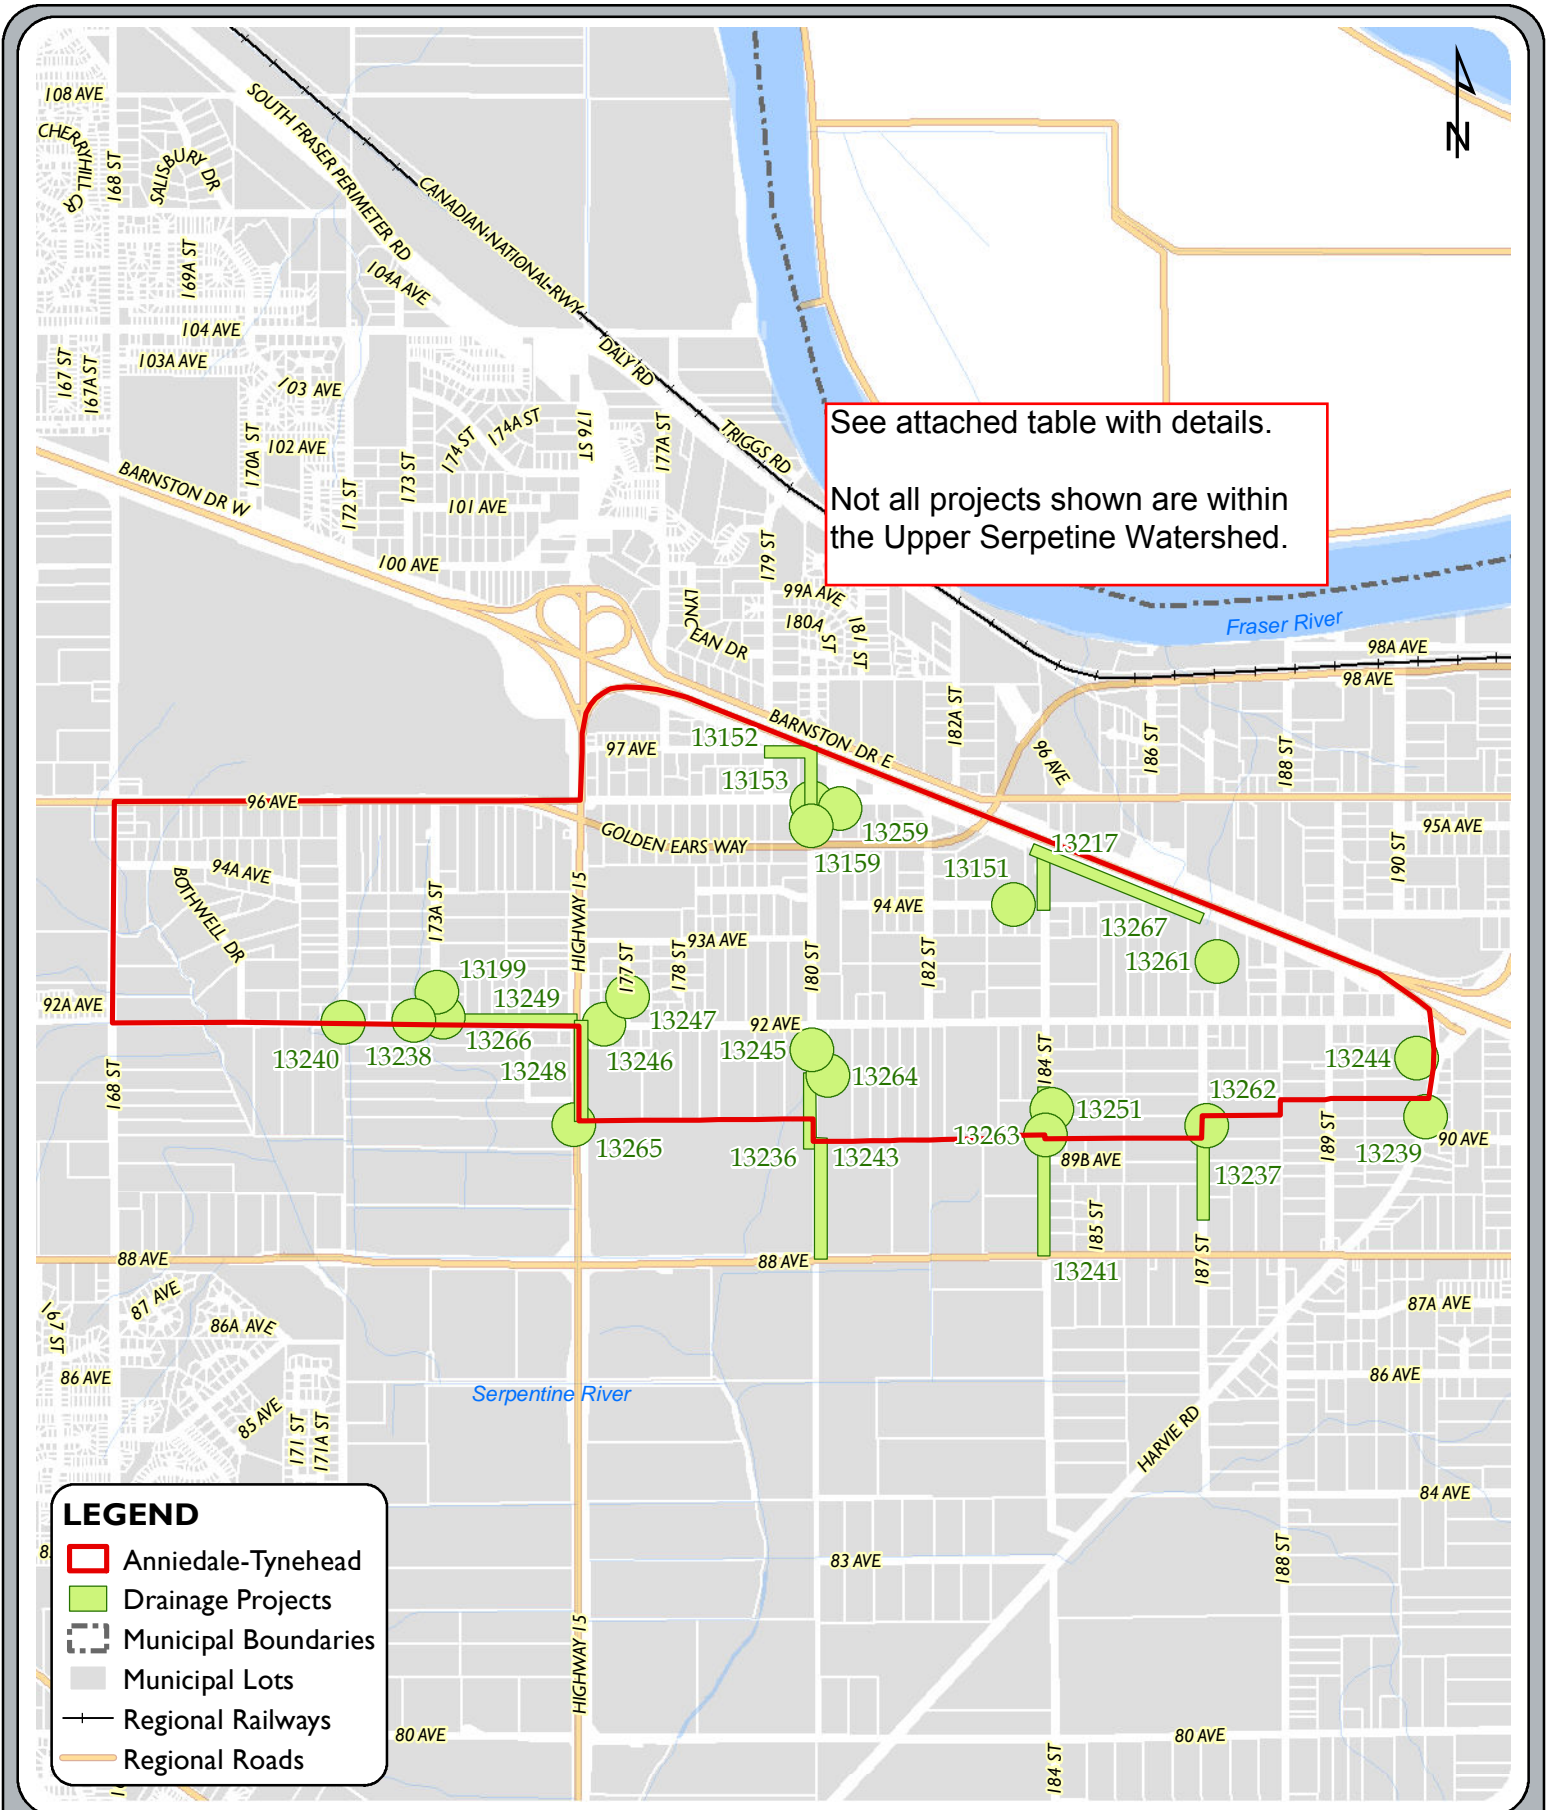 108 AVE
CHERRYHILL CR
168 ST
SALISBURY DR
SOUTH FRASER PERIMETER RD
CANADIAN-NATIONAL-RWY
N
169A ST
104A AVE
104 AVE
103A AVE
167 ST
167A ST
103 AVE
DALY RD
170A ST
102 AVE
174 ST
174A ST
176 ST
177A ST
TRIGGS RD
See attached table with details.
Not all projects shown are within
the Upper Serpetine Watershed.
BARNSTON DR W
172 ST
173 ST
101 AVE
100 AVE
179 ST
99A AVE
LYNCEAN DR
180A ST
181 ST
Fraser River
98A AVE
98 AVE
182A ST
BARNSTON DR E
97 AVE
13152
96 AVE
186 ST
188 ST
13153
96 AVE
GOLDEN EARS WAY
13259
13159
13217
95A AVE
190 ST
94A AVE
BOTHWELL DR
173A ST
HIGHWAY 15
13151
94 AVE
13267
93A AVE
177 ST
178 ST
180 ST
182 ST
13261
13199
13249
92A AVE
13247
92 AVE
13240
13238
13266
13248
13246
13245
13264
184 ST
13244
168 ST
13251
13262
13265
13236
13243
13263
89B AVE
189 ST
13239
90 AVE
13237
185 ST
187 ST
88 AVE
88 AVE
13241
87 AVE
167 ST
86A AVE
87A AVE
86 AVE
86 AVE
Serpentine River
85 AVE
171 ST
171A ST
HARVIE RD
84 AVE
83 AVE
188 ST
HIGHWAY 15
80 AVE
80 AVE
184 ST
LEGEND
Anniedale-Tynehead
Drainage Projects
Municipal Boundaries
Municipal Lots
Regional Railways
Regional Roads